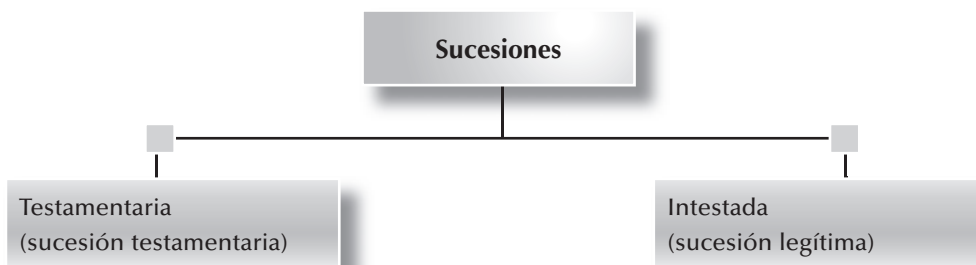 Sucesiones
Testamentaria
(sucesión testamentaria)
Intestada
(sucesión legítima)